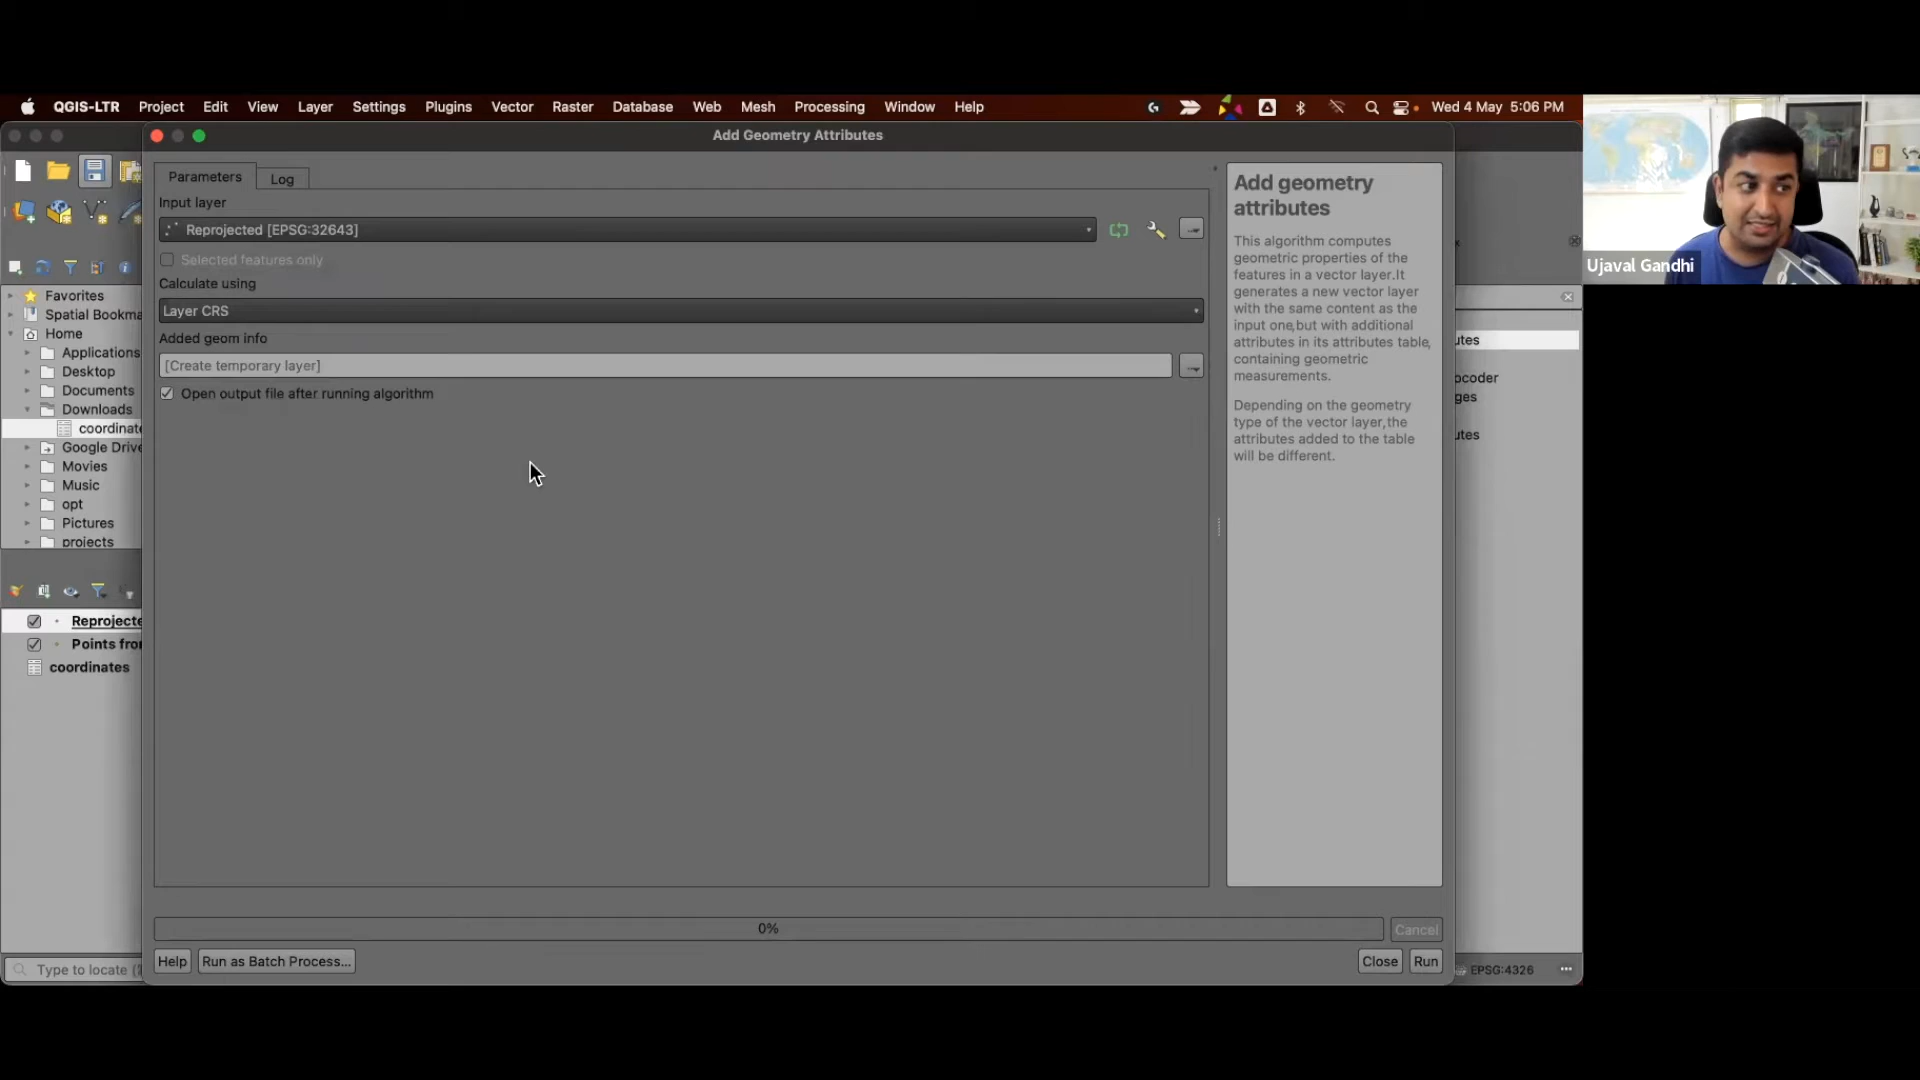 QGIS-LTR Project Edit View Layer Settings Plugins Vector Raster Database Web Mesh Processing Window Help Wed 4 May 5:06 PM
Add Geometry Attributes
Parameters
Log
Input layer
Reprojected [EPSG:32643]
Selected features only
Calculate using
Layer CRS
Added geom info
[Create temporary layer]
Open output file after running algorithm
Add geometry
attributes
This algorithm computes
geometric properties of the
features in a vector layer.It
generates a new vector layer
with the same content as the
input one,but with additional
attributes in its attributes table,
containing geometric
measurements.
Depending on the geometry
type of the vector layer,the
attributes added to the table
will be different.
Ujaval Gandhi
Favorites
Spatial Bookma
Home
Applications
Desktop
Documents
Downloads
coordinate
Google Drive
Movies
Music
opt
Pictures
projects
Reprojecte
Points from
coordinates
utes
ocoder
ges
utes
0%
Cancel
Help
Run as Batch Process...
Close
Run
Type to locate (
EPSG:4326